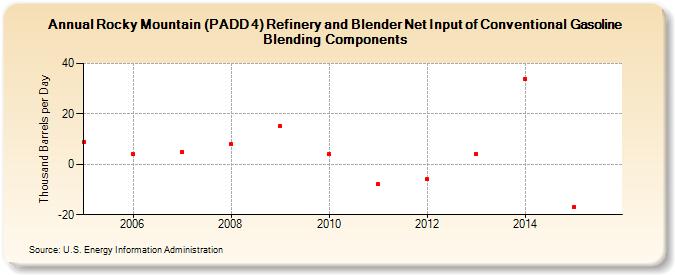 Annual Rocky Mountain (PADD 4) Refinery and Blender Net Input of Conventional Gasoline
Blending Components
Thousand Barrels per Day
40
20
0
-20
2006
2008
2010
2012
2014
Source: U.S. Energy Information Administration